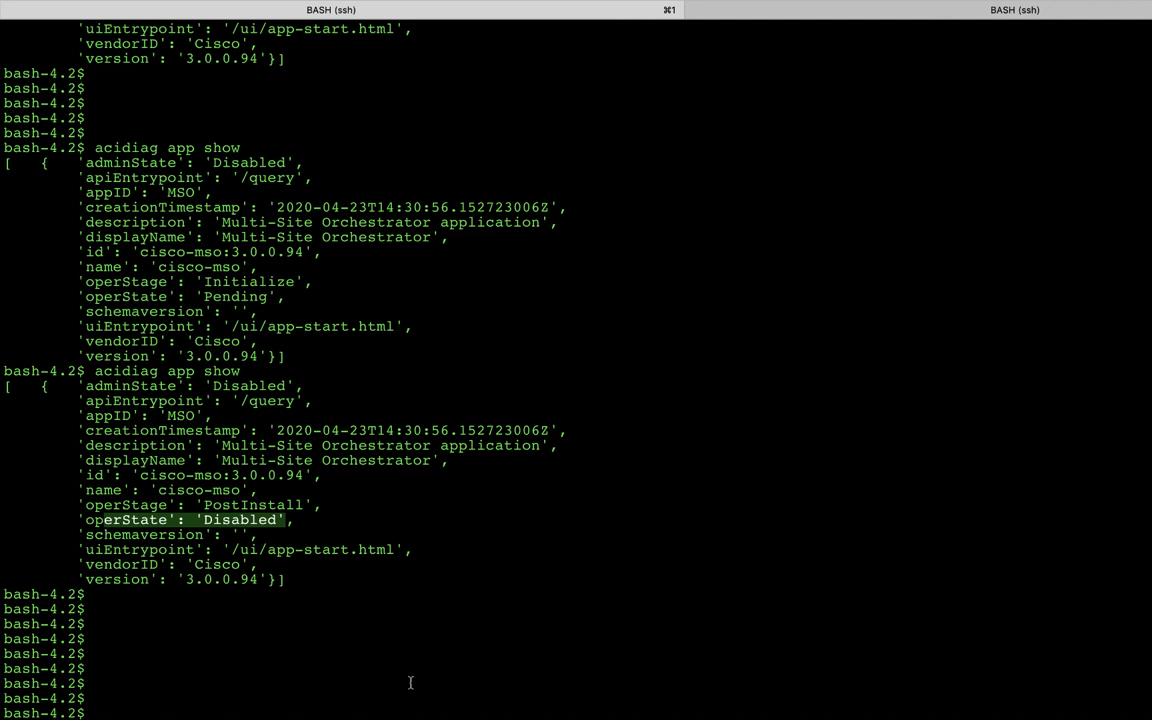 BASH (ssh) ⌘1 BASH (ssh)
'uiEntrypoint': '/ui/app-start.html',
'vendorID': 'Cisco',
'version': '3.0.0.94'}]
bash-4.2$
bash-4.2$
bash-4.2$
bash-4.2$
bash-4.2$
bash-4.2$ acidiag app show
[   {   'adminState': 'Disabled',
'apiEntrypoint': '/query',
'appID': 'MSO',
'creationTimestamp': '2020-04-23T14:30:56.152723006Z',
'description': 'Multi-Site Orchestrator application',
'displayName': 'Multi-Site Orchestrator',
'id': 'cisco-mso:3.0.0.94',
'name': 'cisco-mso',
'operStage': 'Initialize',
'operState': 'Pending',
'schemaversion': '',
'uiEntrypoint': '/ui/app-start.html',
'vendorID': 'Cisco',
'version': '3.0.0.94'}]
bash-4.2$ acidiag app show
[   {   'adminState': 'Disabled',
'apiEntrypoint': '/query',
'appID': 'MSO',
'creationTimestamp': '2020-04-23T14:30:56.152723006Z',
'description': 'Multi-Site Orchestrator application',
'displayName': 'Multi-Site Orchestrator',
'id': 'cisco-mso:3.0.0.94',
'name': 'cisco-mso',
'operStage': 'PostInstall',
'operState': 'Disabled',
'schemaversion': '',
'uiEntrypoint': '/ui/app-start.html',
'vendorID': 'Cisco',
'version': '3.0.0.94'}]
bash-4.2$
bash-4.2$
bash-4.2$
bash-4.2$
bash-4.2$
bash-4.2$
bash-4.2$
bash-4.2$
bash-4.2$